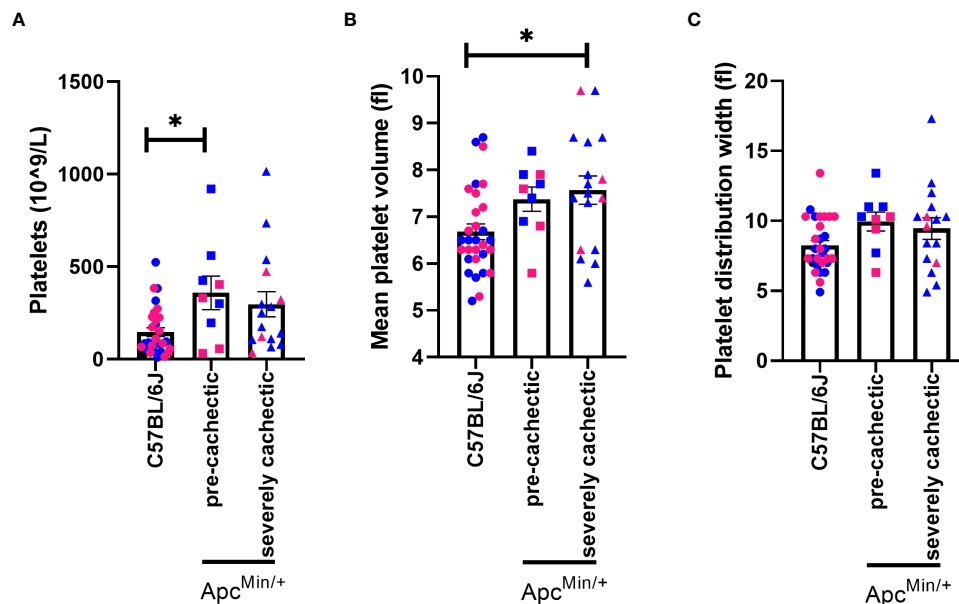 A
Platelets (10^9/L)
1500
1000
500
0
*
C57BL/6J
pre-cachectic
severely cachectic
Apc^Min/+
B
Mean platelet volume (fl)
10
9
8
7
6
5
4
*
C57BL/6J
pre-cachectic
severely cachectic
Apc^Min/+
C
Platelet distribution width (fl)
20
15
10
5
0
C57BL/6J
pre-cachectic
severely cachectic
Apc^Min/+